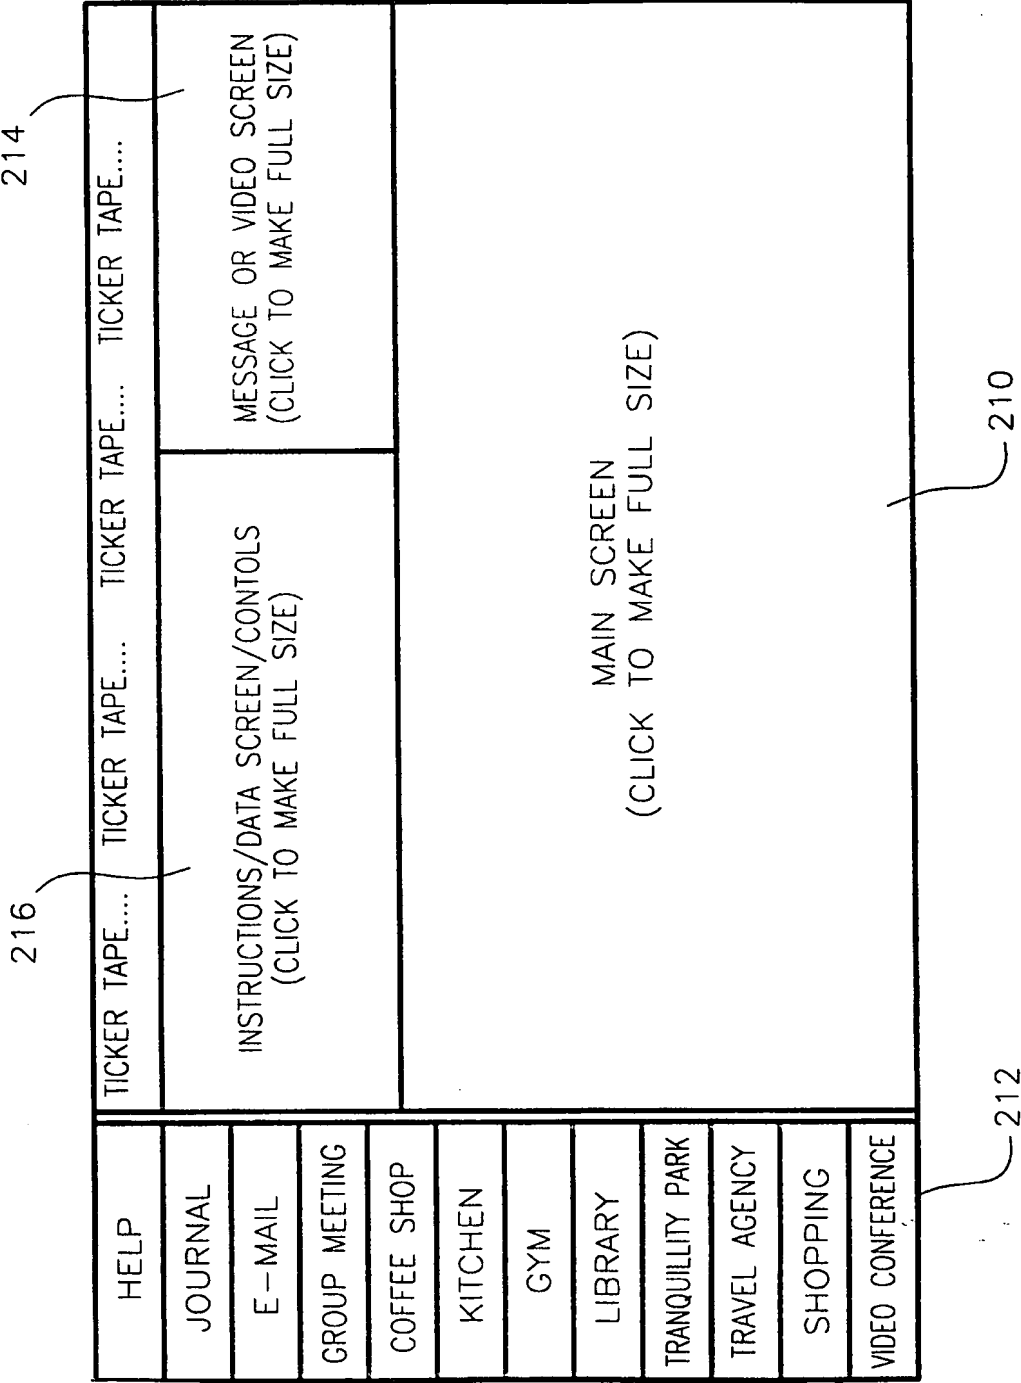 216
214
HELP
JOURNAL
E-MAIL
GROUP MEETING
COFFEE SHOP
KITCHEN
GYM
LIBRARY
TRANQUILLITY PARK
TRAVEL AGENCY
SHOPPING
VIDEO CONFERENCE
TICKER TAPE.... TICKER TAPE.... TICKER TAPE.... TICKER TAPE....
INSTRUCTIONS/DATA SCREEN/CONTOLS
(CLICK TO MAKE FULL SIZE)
MESSAGE OR VIDEO SCREEN
(CLICK TO MAKE FULL SIZE)
MAIN SCREEN
(CLICK TO MAKE FULL SIZE)
212
210